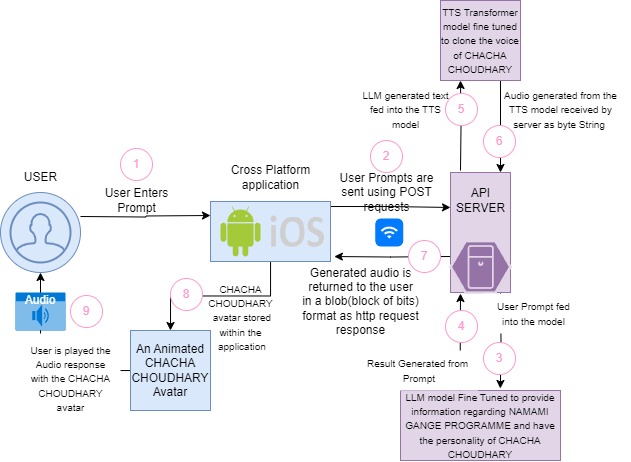 TTS Transformer
model fine tuned
to clone the voice
of CHACHA
CHOUDHARY
LLM generated text
fed into the TTS
model
5
Audio generated from the
TTS model received by
server as byte String
6
USER
1
User Enters
Prompt
Cross Platform
application
iOS
2
User Prompts are
sent using POST
requests
API
SERVER
7
Generated audio is
returned to the user
in a blob(block of bits)
format as http request
response
8
CHACHA
CHOUDHARY
avatar stored
within the
application
Audio
9
User is played the
Audio response
with the CHACHA
CHOUDHARY
avatar
An Animated
CHACHA
CHOUDHARY
Avatar
4
Result Generated from
Prompt
User Prompt fed
into the model
3
LLM model Fine Tuned to provide
information regarding NAMAMI
GANGE PROGRAMME and have
the personality of CHACHA
CHOUDHARY